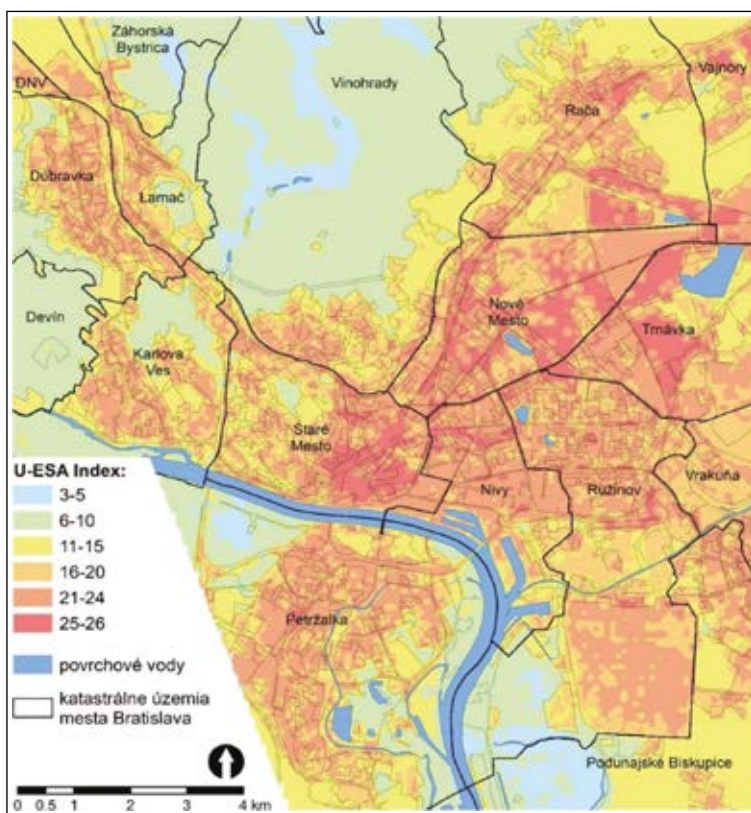 Záhorská
Bystrica
Vinohrady
Vajnory
DNV
Rača
Dúbravka
Lamač
Devín
Nové
Mesto
Trnávka
Karlova
Ves
Staré
Mesto
U-ESA Index:
3-5
6-10
11-15
16-20
21-24
25-26
povrchové vody
katastrálne územia
mesta Bratislava
Nivy
Ružinov
Vrakuňa
Petržalka
Podunajské Biskupice
0 0.5 1 2 3 4 km